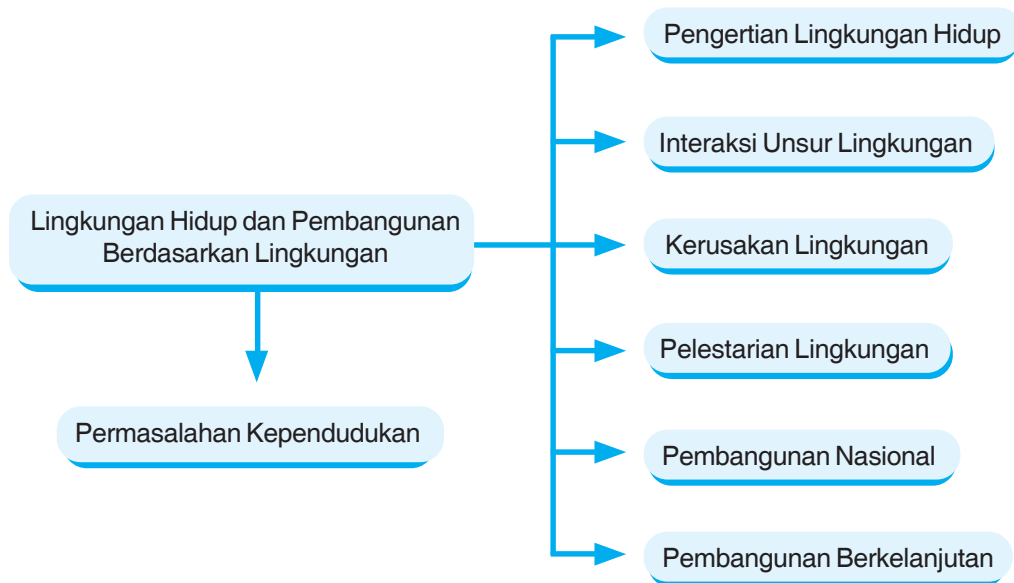 Pengertian Lingkungan Hidup
Interaksi Unsur Lingkungan
Lingkungan Hidup dan Pembangunan
Berdasarkan Lingkungan
Kerusakan Lingkungan
Pelestarian Lingkungan
Permasalahan Kependudukan
Pembangunan Nasional
Pembangunan Berkelanjutan